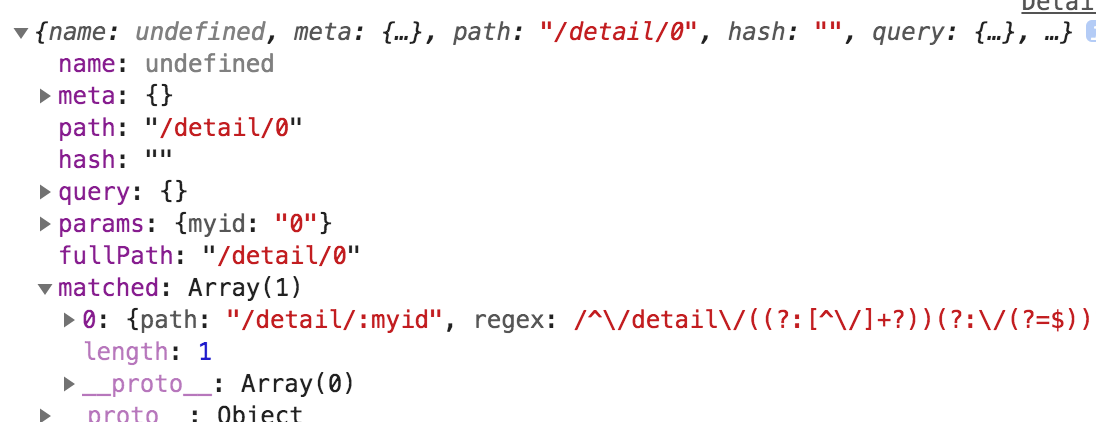 Detai
▼{name: undefined, meta: {…}, path: "/detail/0", hash: "", query: {…}, …}
name: undefined
▶meta: {}
path: "/detail/0"
hash: ""
▶query: {}
▶params: {myid: "0"}
fullPath: "/detail/0"
▼matched: Array(1)
▶0: {path: "/detail/:myid", regex: /^\/detail\/((?:[^\/]+?))(?:\/(?=$))
length: 1
▶__proto__: Array(0)
▶__proto__: Object